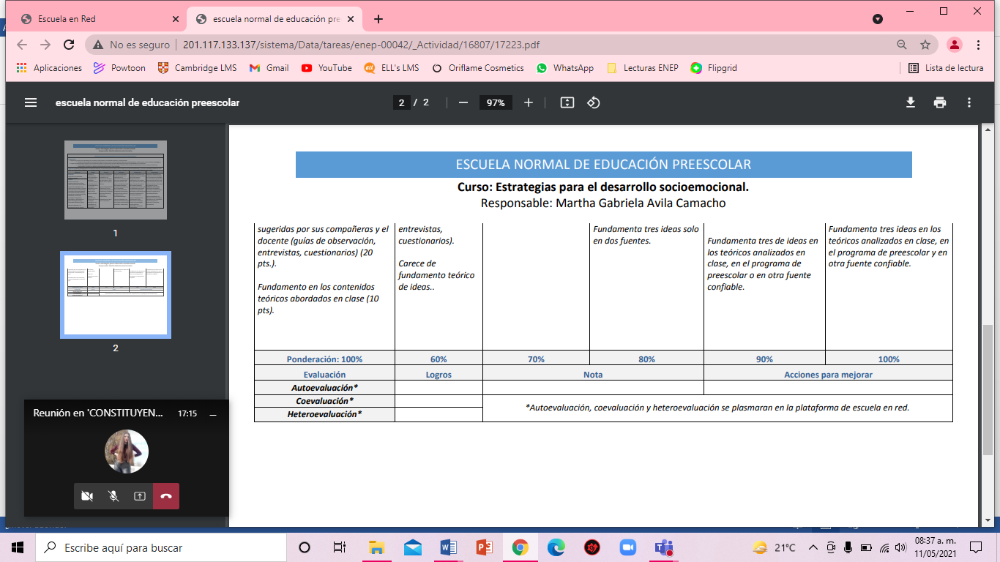 Escuela en Red
escuela normal de educación pre
No es seguro
201.117.133.137/sistema/Data/tareas/enep-00042/_Actividad/16807/17223.pdf
Aplicaciones
Powtoon
Cambridge LMS
Gmail
YouTube
ELL's LMS
Oriflame Cosmetics
WhatsApp
Lecturas ENEP
Flipgrid
Lista de lectura
escuela normal de educación preescolar
2 / 2
97%
1
2
ESCUELA NORMAL DE EDUCACIÓN PREESCOLAR
Curso: Estrategias para el desarrollo socioemocional.
Responsable: Martha Gabriela Avila Camacho
sugeridas por sus compañeras y el
docente (guías de observación,
entrevistas, cuestionarios) (20
pts.).
Fundamento en los contenidos
teóricos abordados en clase (10
pts).
entrevistas,
cuestionarios).
Carece de
fundamento teórico
de ideas..
Fundamenta tres ideas solo
en dos fuentes.
Fundamenta tres de ideas en
los teóricos analizados en
clase, en el programa de
preescolar o en otra fuente
confiable.
Fundamenta tres ideas en los
teóricos analizados en clase, en
el programa de preescolar y en
otra fuente confiable.
Ponderación: 100%
60%
70%
80%
90%
100%
Evaluación
Logros
Nota
Acciones para mejorar
Autoevaluación*
Coevaluación*
Heteroevaluación*
*Autoevaluación, coevaluación y heteroevaluación se plasmaran en la plataforma de escuela en red.
Reunión en 'CONSTITUYEN...
17:15
Escribe aquí para buscar
21°C
08:37 a. m.
11/05/2021